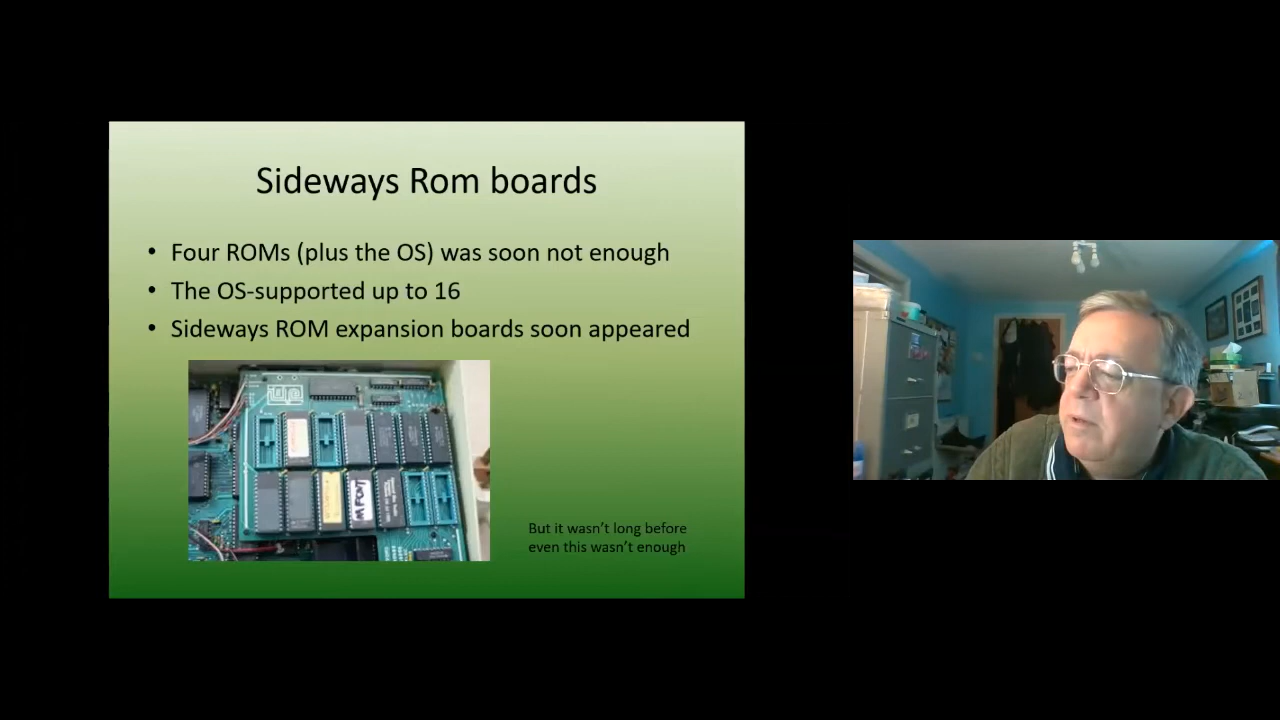 Sideways Rom boards
• Four ROMs (plus the OS) was soon not enough
• The OS-supported up to 16
• Sideways ROM expansion boards soon appeared
MFONT
But it wasn't long before
even this wasn't enough